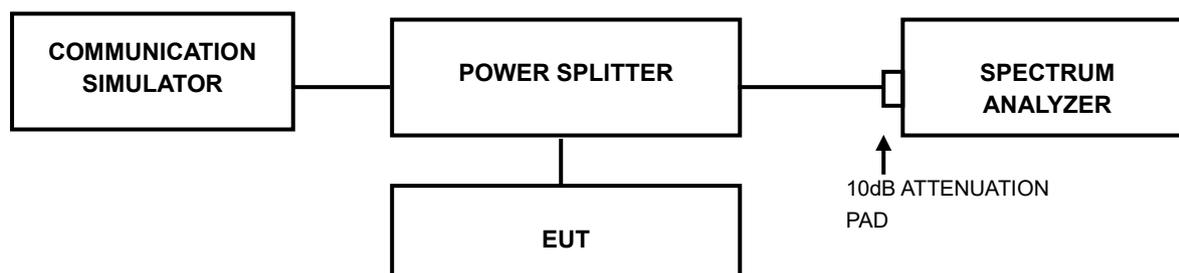 COMMUNICATION
SIMULATOR
POWER SPLITTER
SPECTRUM
ANALYZER
10dB ATTENUATION
PAD
EUT